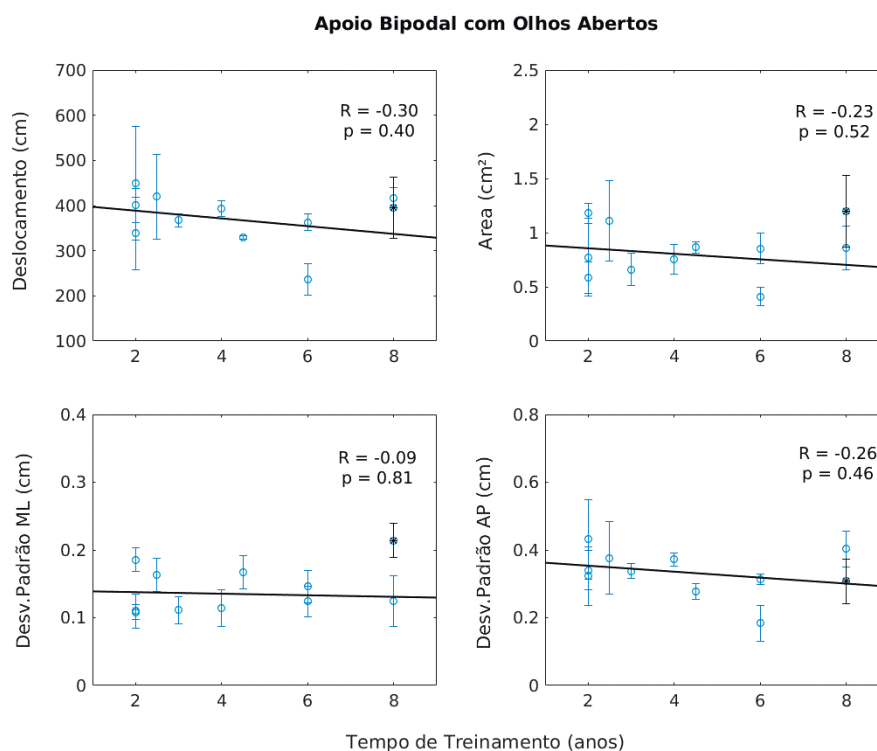 Apoio Bipodal com Olhos Abertos
Deslocamento (cm)
700
600
500
400
300
200
100
2
4
6
8
R = -0.30
p = 0.40
Area (cm²)
2.5
2
1.5
1
0.5
0
2
4
6
8
R = -0.23
p = 0.52
Desv.Padrão ML (cm)
0.4
0.3
0.2
0.1
0
2
4
6
8
R = -0.09
p = 0.81
Desv.Padrão AP (cm)
0.8
0.6
0.4
0.2
0
2
4
6
8
R = -0.26
p = 0.46
Tempo de Treinamento (anos)